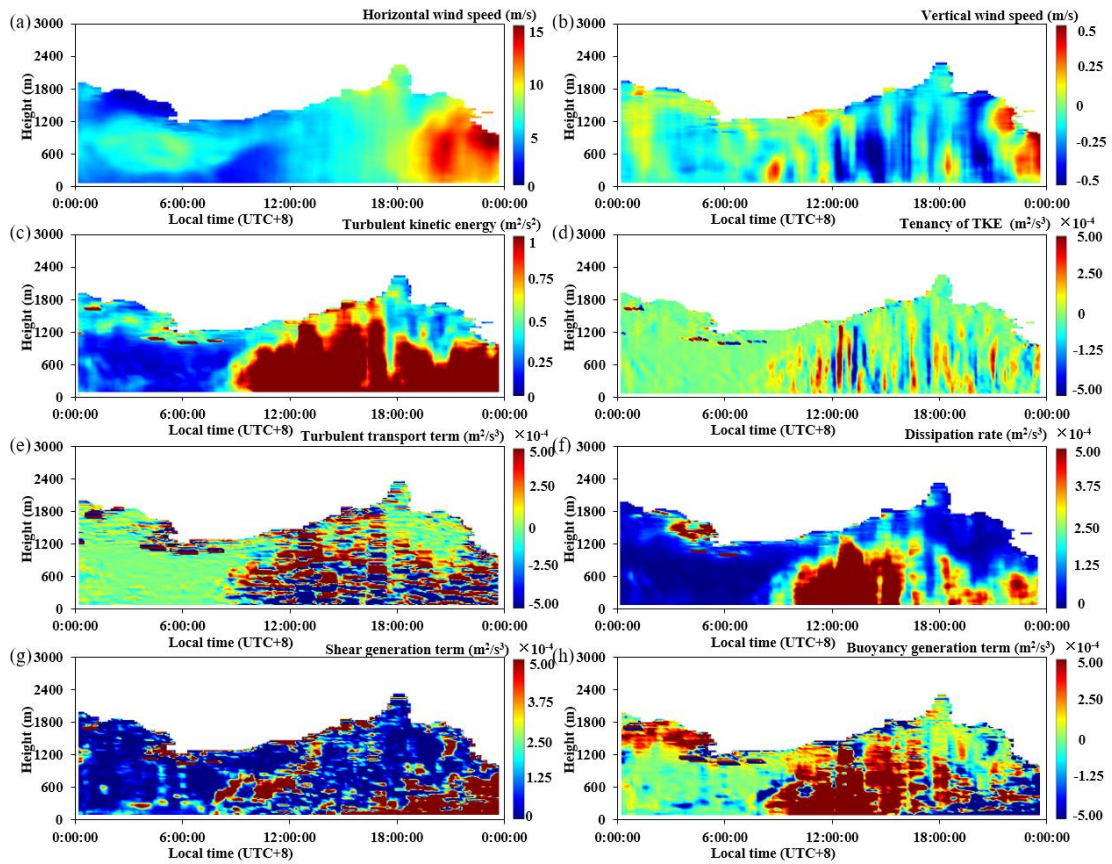 (a) 3000 Horizontal wind speed (m/s)
2400
1800
1200
600
0
Height (m)
15
10
5
0
0:00:00 6:00:00 12:00:00 18:00:00 0:00:00
Local time (UTC+8)
(b) 3000 Vertical wind speed (m/s)
2400
1800
1200
600
0
Height (m)
0.5
0
0
-0.5
-0.5
0:00:00 6:00:00 12:00:00 18:00:00 0:00:00
Local time (UTC+8)
(c) 3000 Turbulent kinetic energy (m²/s²)
2400
1800
1200
600
0
Height (m)
1
0.75
0.5
0.25
0
0:00:00 6:00:00 12:00:00 18:00:00 0:00:00
Local time (UTC+8)
(d) 3000 Tenancy of TKE (m²/s³) ×10⁻⁴
2400
1800
1200
600
0
Height (m)
5.00
2.50
0
-1.25
-5.00
0:00:00 6:00:00 12:00:00 18:00:00 0:00:00
Local time (UTC+8)
(e) 3000 Turbulent transport term (m²/s³) ×10⁻⁴
2400
1800
1200
600
0
Height (m)
5.00
2.50
0
-2.50
-5.00
0:00:00 6:00:00 12:00:00 18:00:00 0:00:00
Local time (UTC+8)
(f) 3000 Dissipation rate (m²/s³) ×10⁻⁴
2400
1800
1200
600
0
Height (m)
5.00
3.75
2.50
1.25
0
0:00:00 6:00:00 12:00:00 18:00:00 0:00:00
Local time (UTC+8)
(g) 3000 Shear generation term (m²/s³) ×10⁻⁴
2400
1800
1200
600
0
Height (m)
5.00
3.75
2.50
1.25
0
0:00:00 6:00:00 12:00:00 18:00:00 0:00:00
Local time (UTC+8)
(h) 3000 Buoyancy generation term (m²/s³) ×10⁻⁴
2400
1800
1200
600
0
Height (m)
5.00
2.50
0
-1.25
-5.00
0:00:00 6:00:00 12:00:00 18:00:00 0:00:00
Local time (UTC+8)